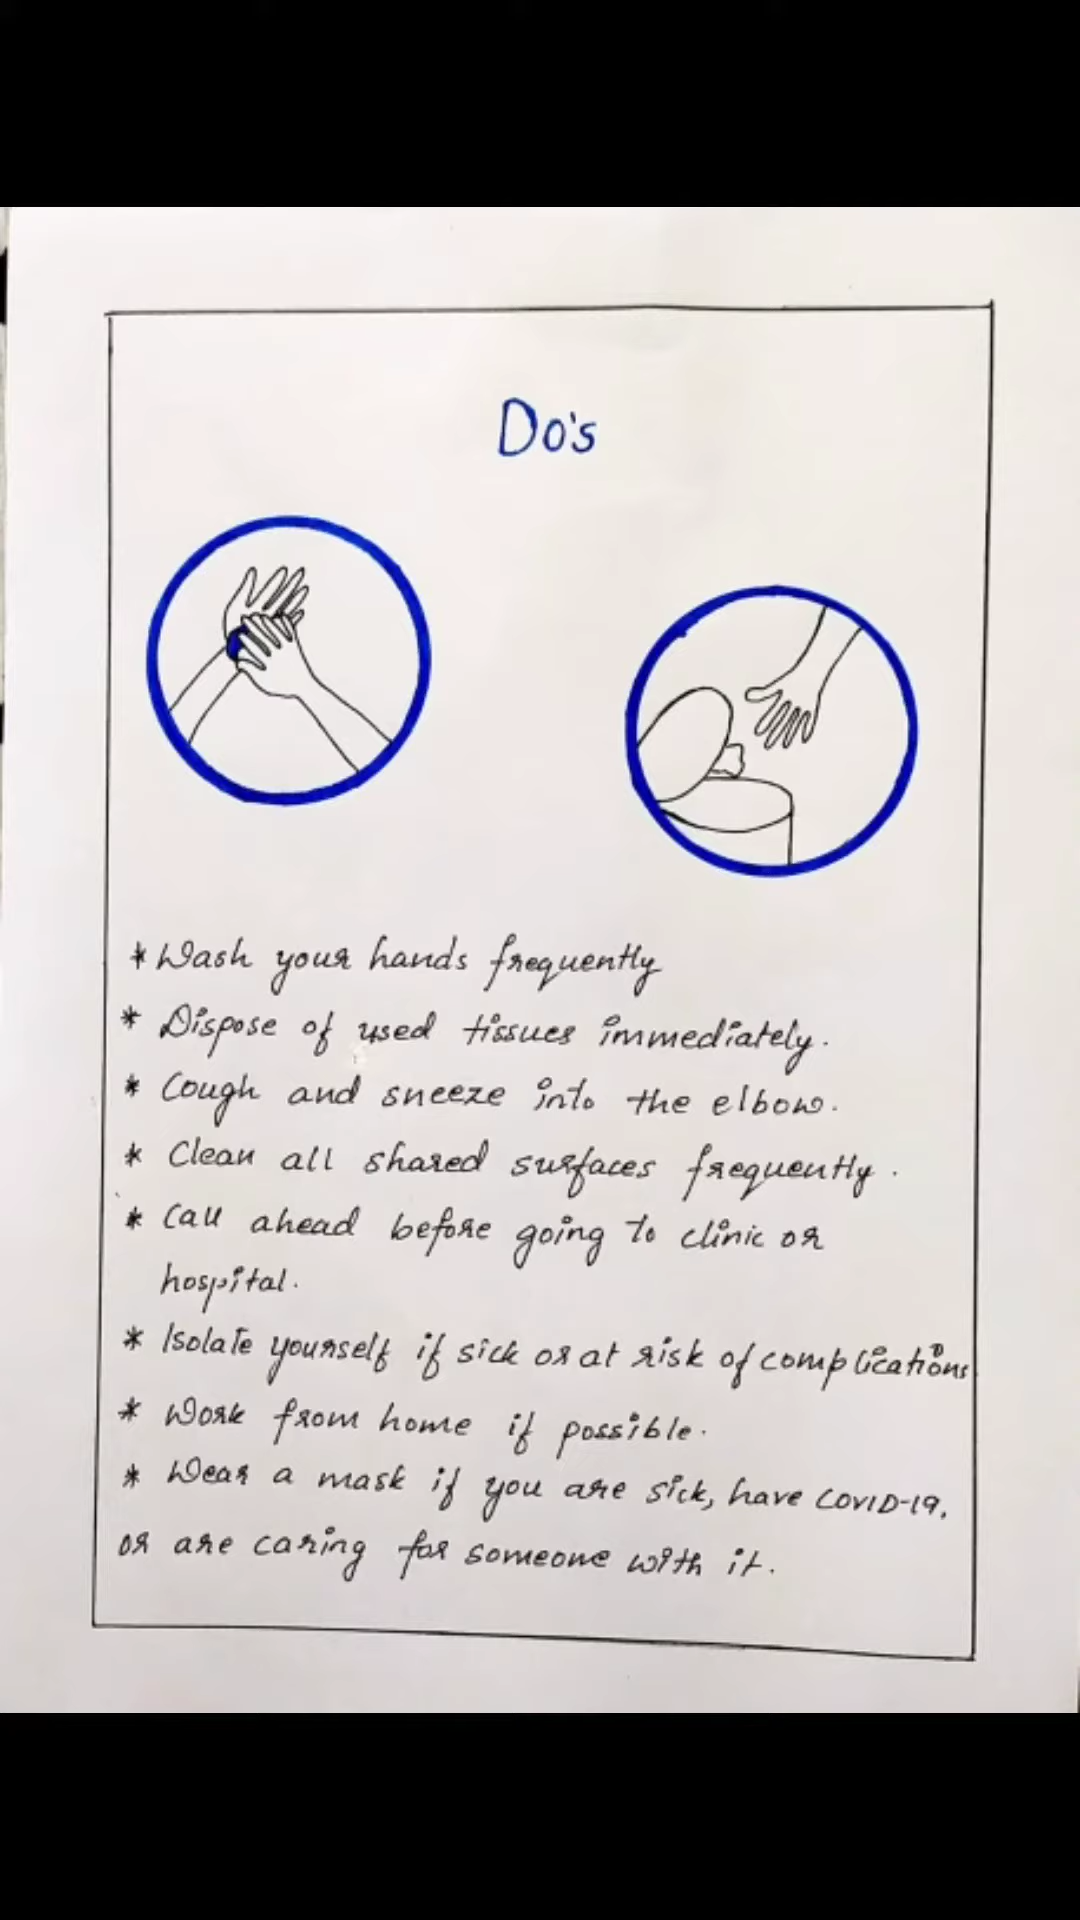 Do's
* Wash your hands frequently
* Dispose of used tissues immediately.
* Cough and sneeze into the elbow.
* Clean all shared surfaces frequently.
* Call ahead before going to clinic or
hospital.
* Isolate yourself if sick or at risk of complications
* Work from home if possible.
* Wear a mask if you are sick, have COVID-19,
or are caring for someone with it.